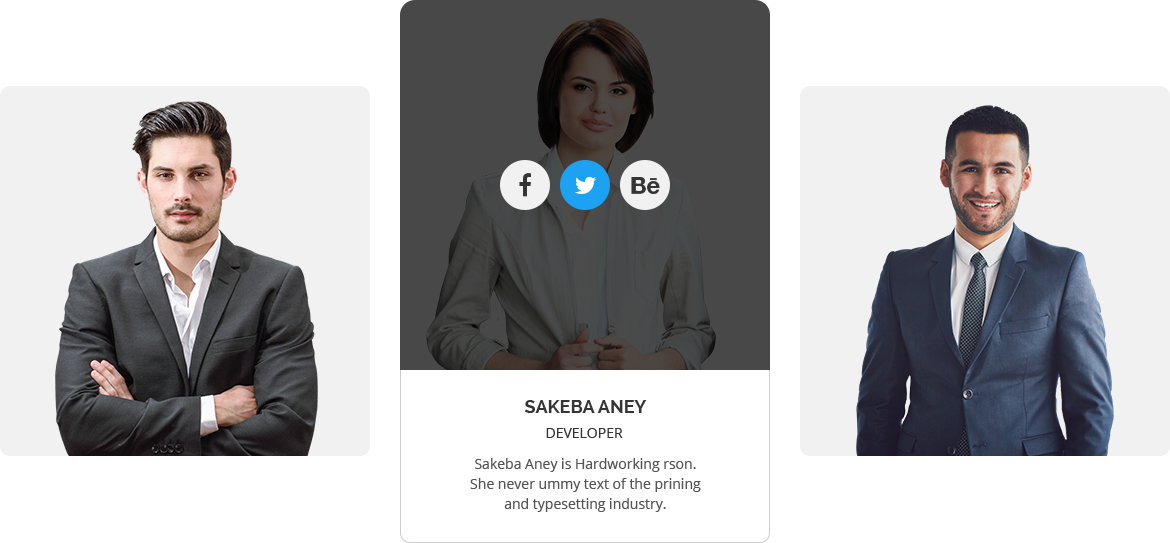 f
Bē
SAKEBA ANEY
DEVELOPER
Sakeba Aney is Hardworking rson.
She never ummy text of the prining
and typesetting industry.